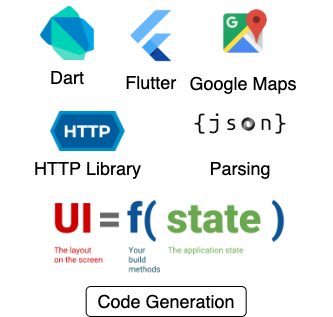 Dart
Flutter
G
Google Maps
HTTP
{json}
HTTP Library
Parsing
UI = f( state )
The layout
on the screen
Your
build
methods
The application state
Code Generation